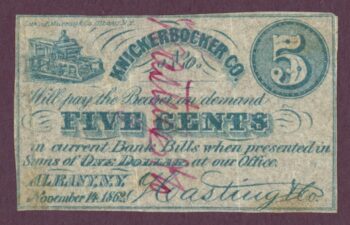 KNICKERBOCKER CO.
5
Will pay the Bearer on demand
FIVE CENTS
in current Bank Bills when presented in
Sums of ONE DOLLAR at our Office.
ALBANY N.Y.
November 14, 1862.
Hastings & Co